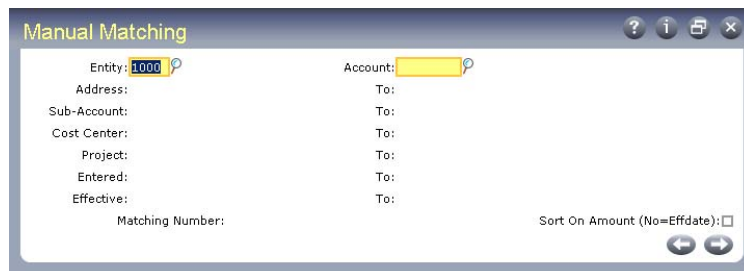 Manual Matching
Entity: 1000 Account:
Address: To:
Sub-Account: To:
Cost Center: To:
Project: To:
Entered: To:
Effective: To:
Matching Number: Sort On Amount (No=Effdate):